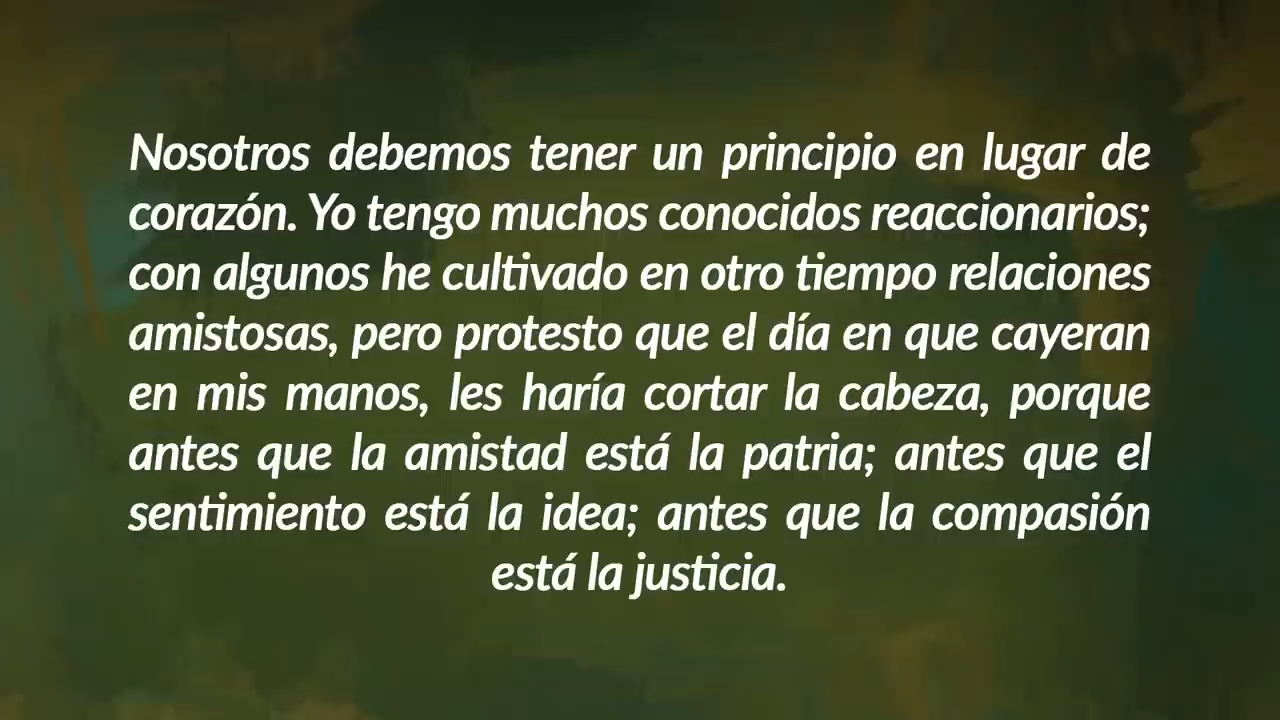 Nosotros debemos tener un principio en lugar de
corazón. Yo tengo muchos conocidos reaccionarios;
con algunos he cultivado en otro tiempo relaciones
amistosas, pero protesto que el día en que cayeran
en mis manos, les haría cortar la cabeza, porque
antes que la amistad está la patria; antes que el
sentimiento está la idea; antes que la compasión
está la justicia.